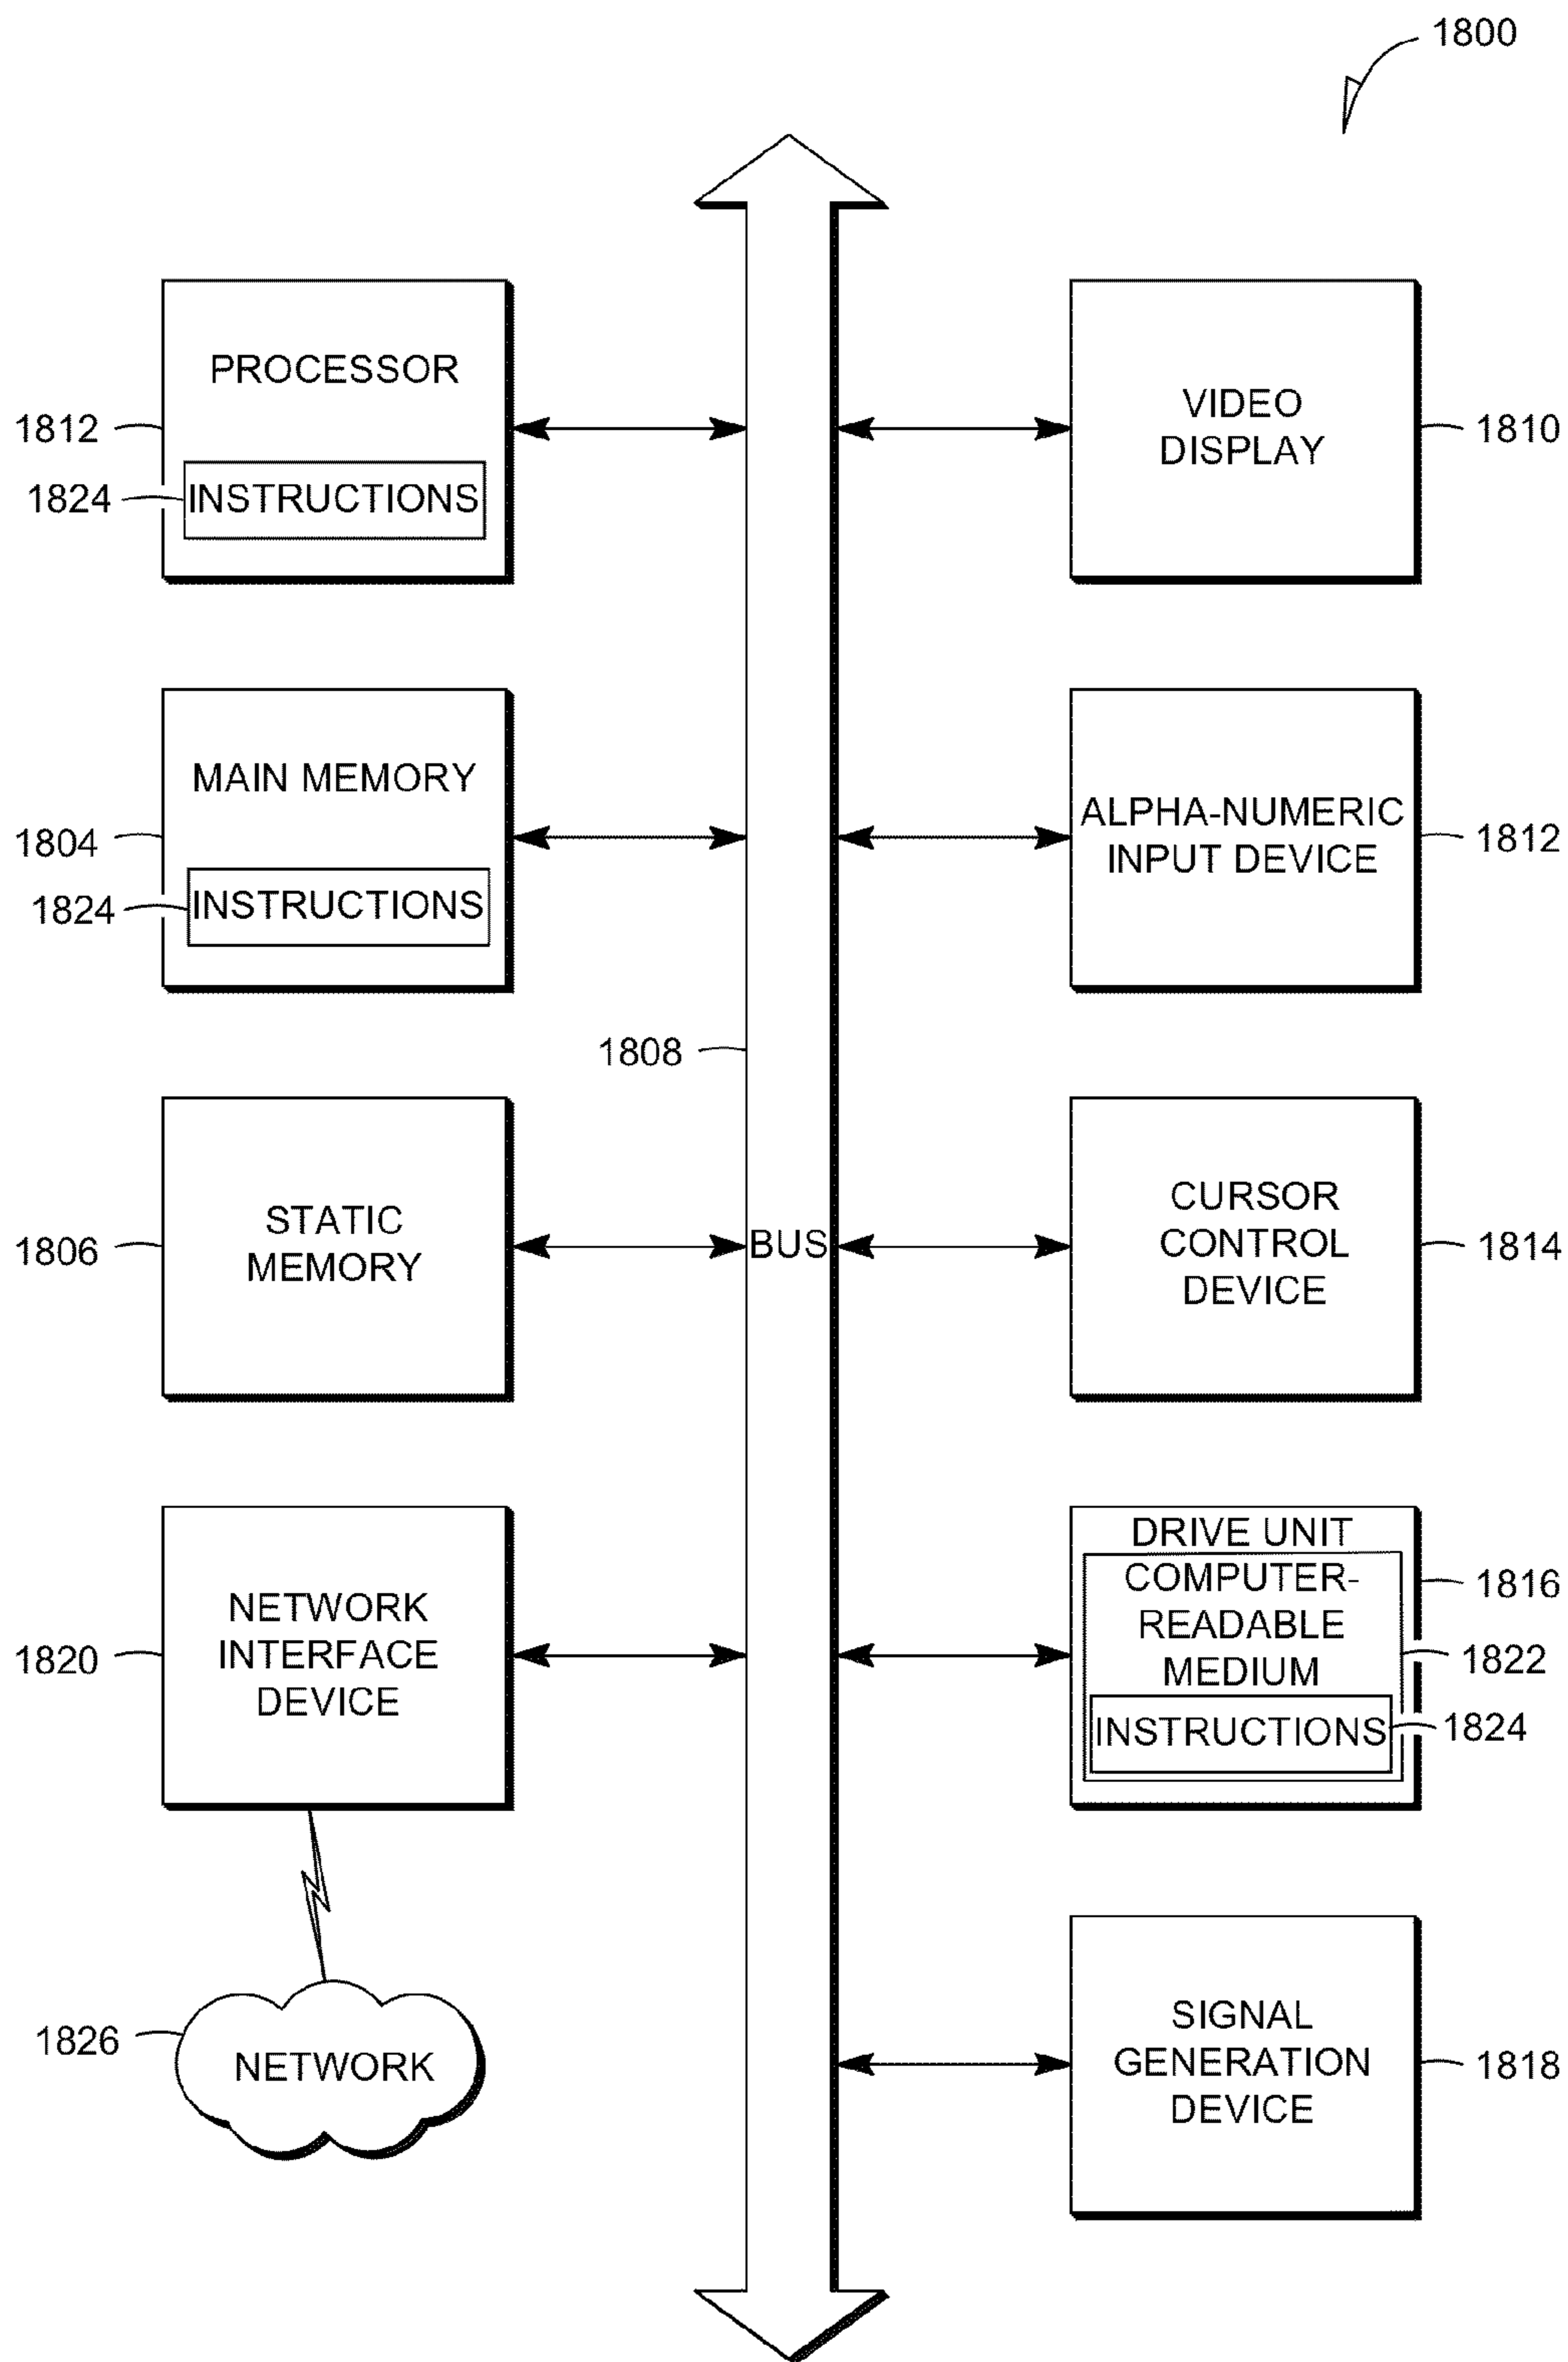 1800
PROCESSOR
1812
1824
INSTRUCTIONS
VIDEO
DISPLAY
1810
MAIN MEMORY
1804
1824
INSTRUCTIONS
ALPHA-NUMERIC
INPUT DEVICE
1812
1808
STATIC
MEMORY
1806
BUS
CURSOR
CONTROL
DEVICE
1814
NETWORK
INTERFACE
DEVICE
1820
DRIVE UNIT
COMPUTER-
READABLE
MEDIUM
INSTRUCTIONS
1816
1822
1824
1826
NETWORK
SIGNAL
GENERATION
DEVICE
1818